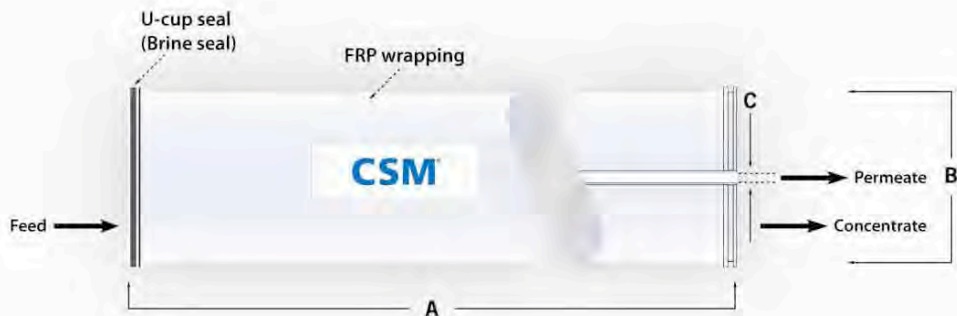 U-cup seal
(Brine seal)
FRP wrapping
C
CSM
Permeate
B
Feed
Concentrate
A